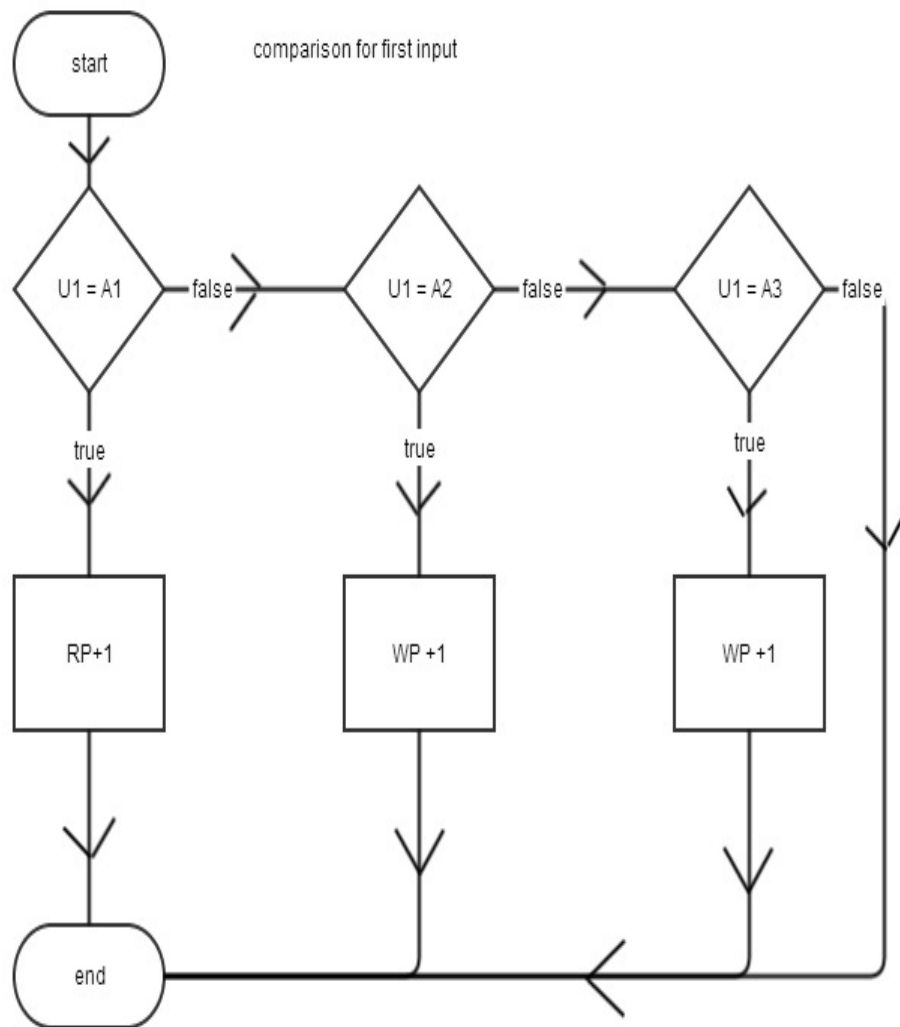 start
comparison for first input
U1 = A1
false
U1 = A2
false
U1 = A3
false
true
true
true
RP+1
WP +1
WP +1
end